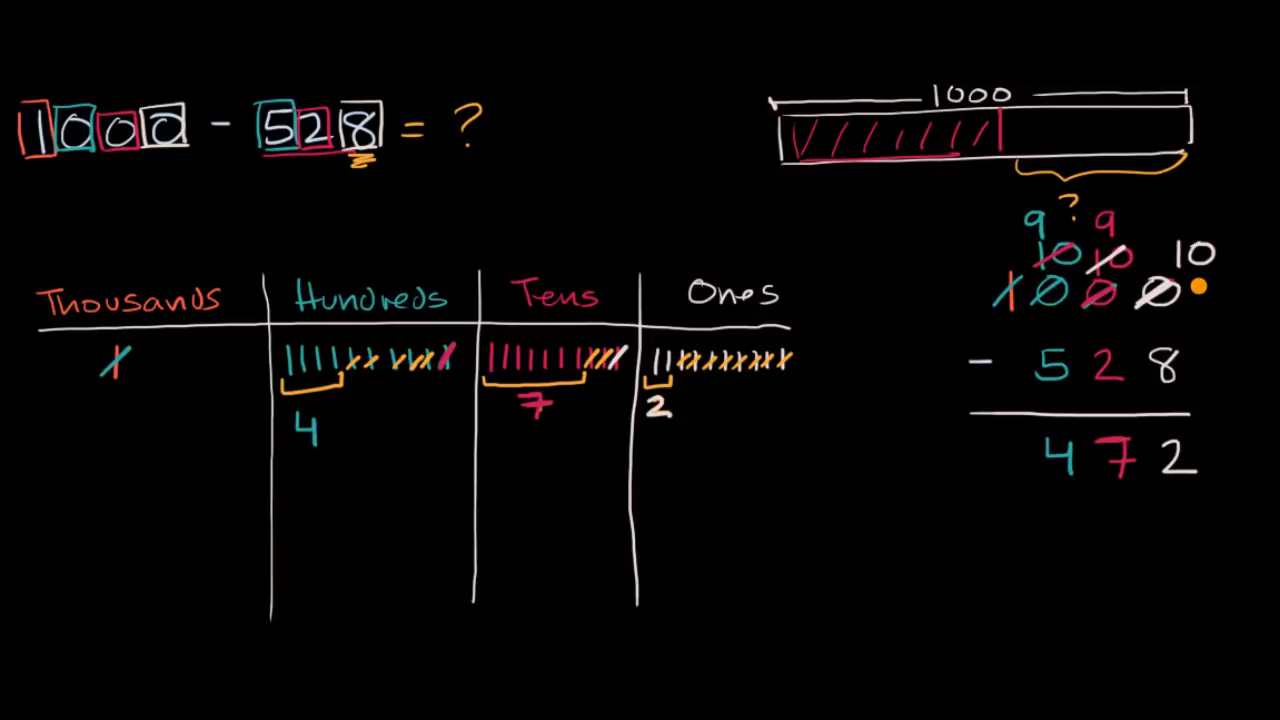 1000 - 528 = ?
1000
?
9 9
10 10 10
1 0 0 0
- 5 2 8
4 7 2
Thousands Hundreds Tens Ones
4 7 2